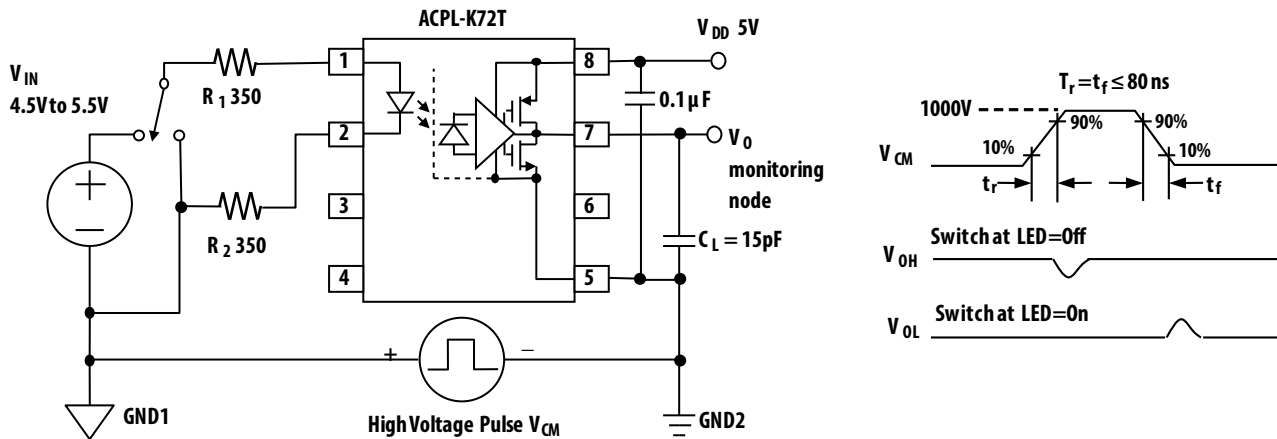 ACPL-K72T
V IN
4.5V to 5.5V
R 1 350
R 2 350
1
2
3
4
8
7
6
5
V DD 5V
0.1 µF
V O
monitoring
node
C L = 15pF
+
−
+
−
High Voltage Pulse V CM
GND1
GND2
T r = t f ≤ 80 ns
1000V
90%
90%
10%
10%
V CM
t r
t f
Switch at LED=Off
V OH
Switch at LED=On
V OL